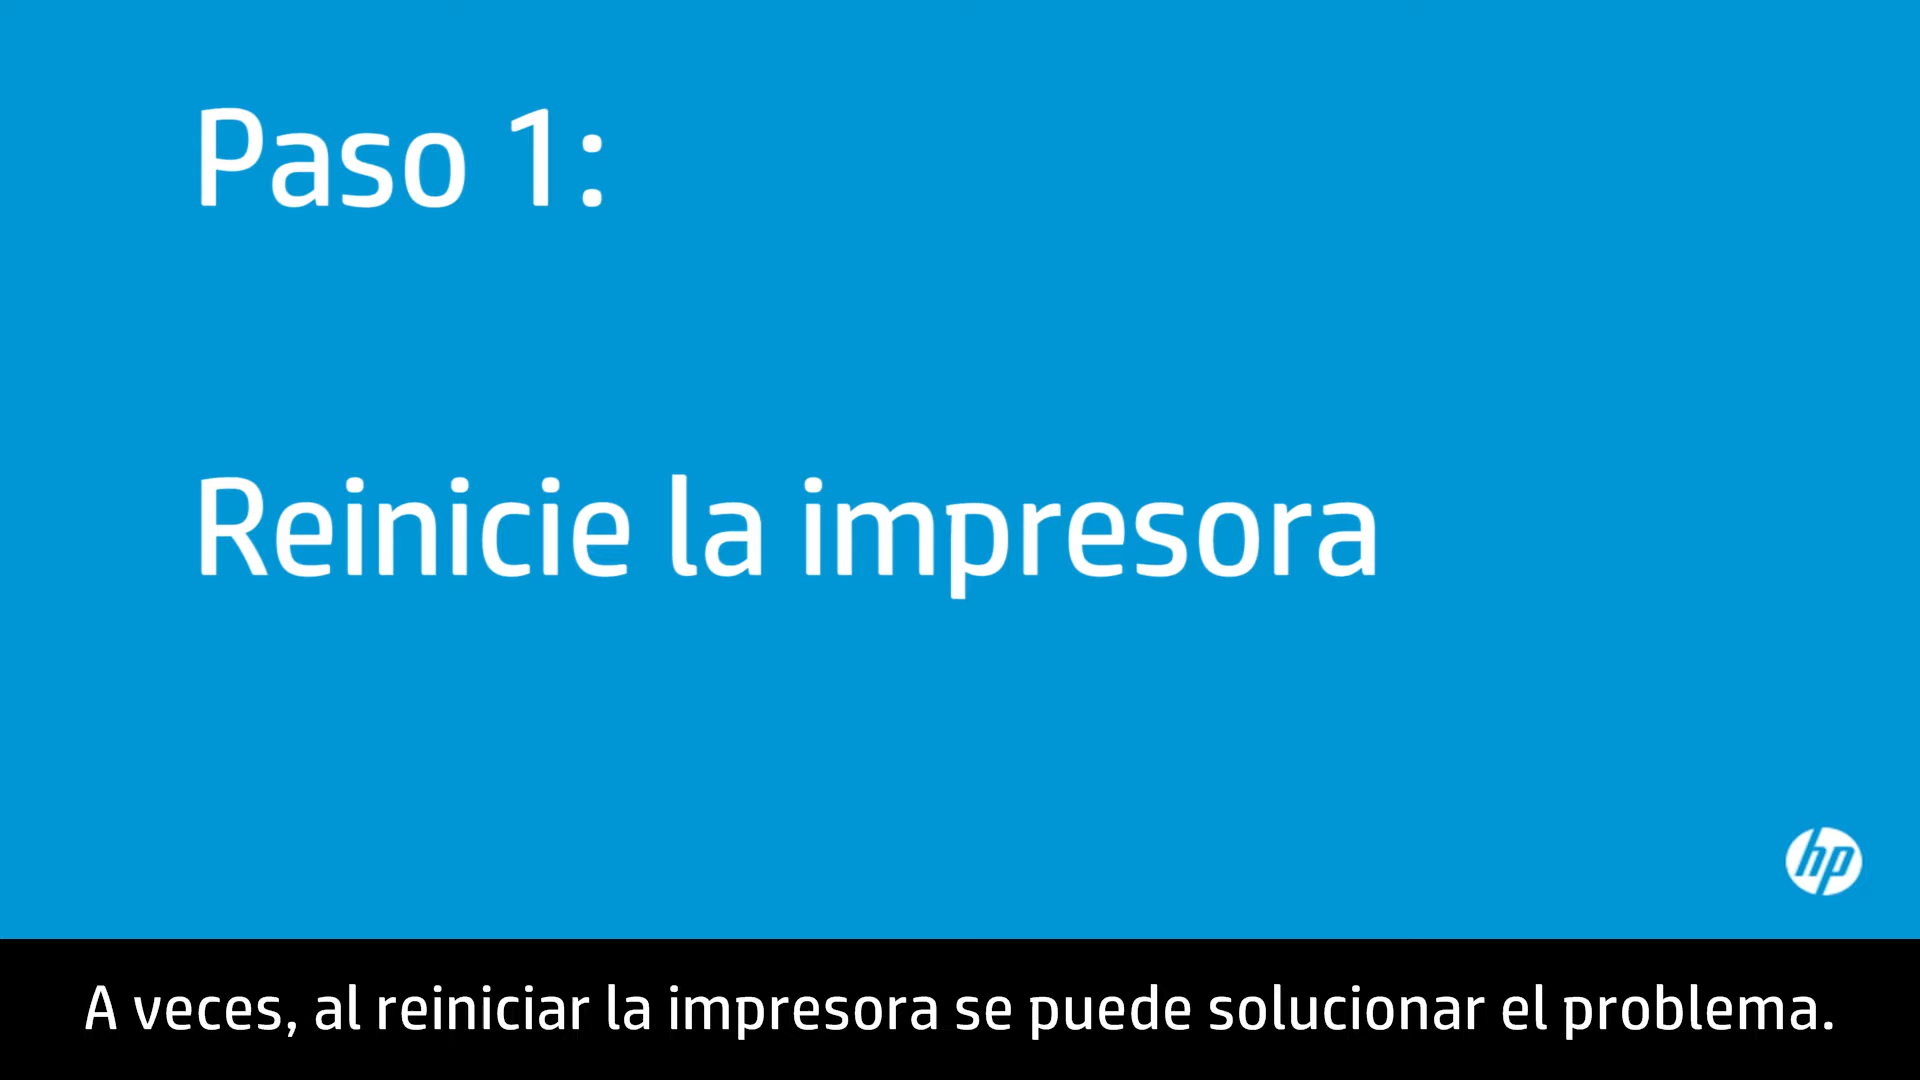 Paso 1:
Reinicie la impresora
hp
A veces, al reiniciar la impresora se puede solucionar el problema.